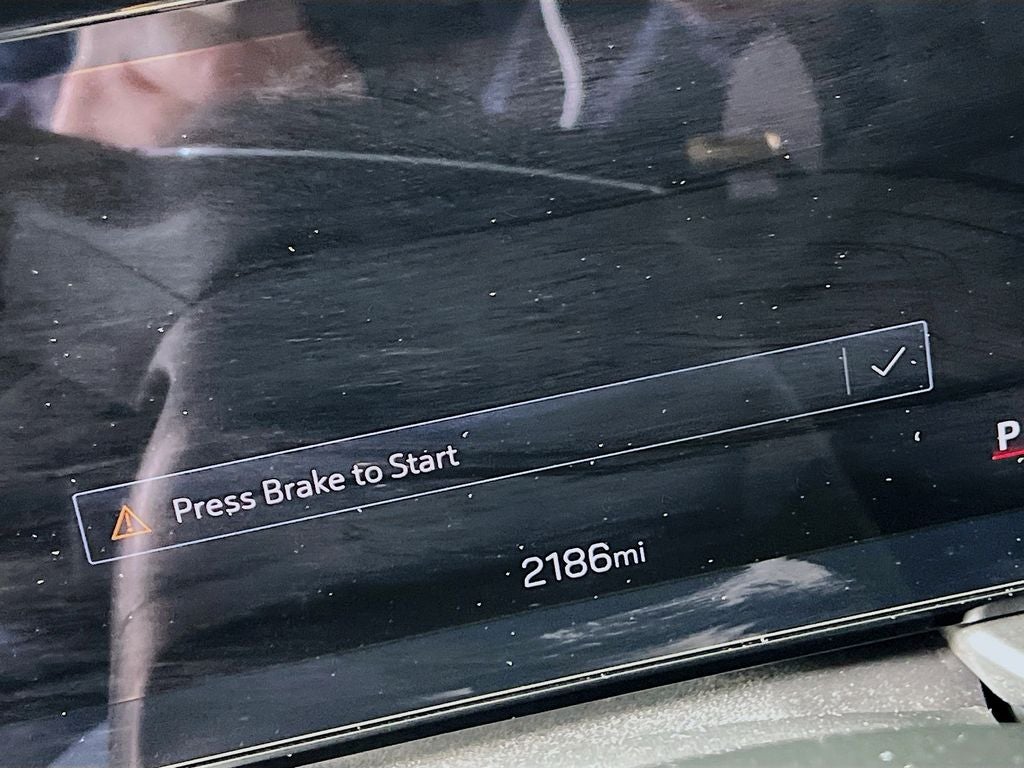 P
Press Brake to Start
2186mi